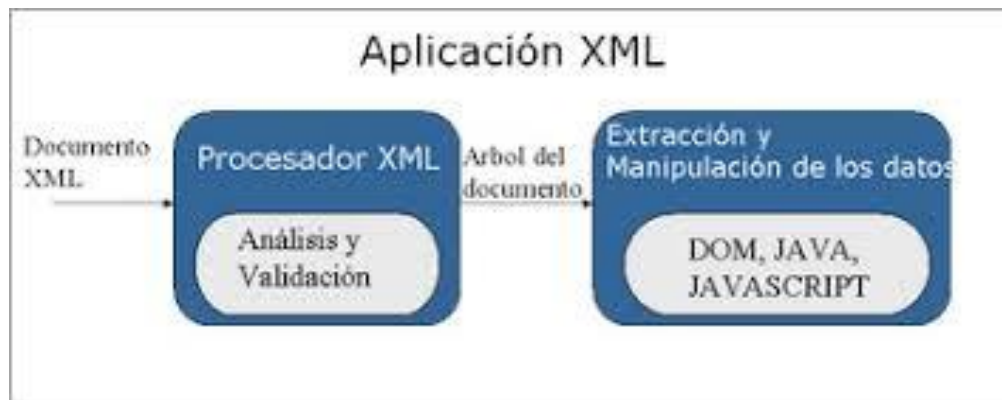 Aplicación XML
Documento
XML
Procesador XML
Análisis y
Validación
Arbol del
documento
Extracción y
Manipulación de los datos
DOM, JAVA,
JAVASCRIPT